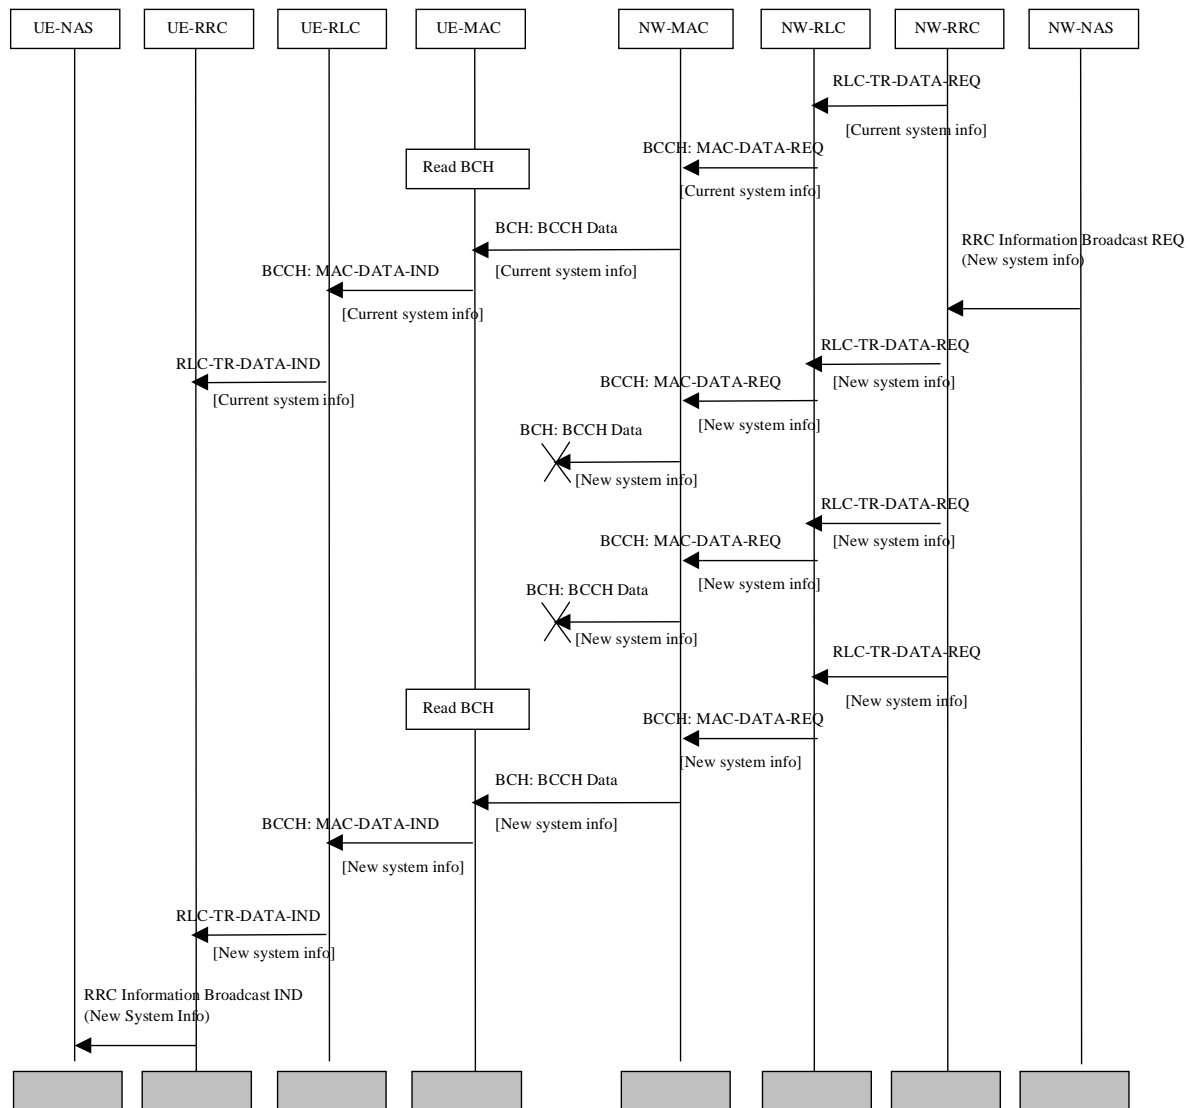 UE-NAS
UE-RRC
UE-RLC
UE-MAC
NW-MAC
NW-RLC
NW-RRC
NW-NAS
RLC-TR-DATA-REQ
[Current system info]
BCCH: MAC-DATA-REQ
Read BCH
[Current system info]
BCH: BCCH Data
RRC Information Broadcast REQ
(New system info)
[Current system info]
BCCH: MAC-DATA-IND
[Current system info]
RLC-TR-DATA-REQ
RLC-TR-DATA-IND
[New system info]
BCCH: MAC-DATA-REQ
[Current system info]
[New system info]
BCH: BCCH Data
[New system info]
RLC-TR-DATA-REQ
[New system info]
BCCH: MAC-DATA-REQ
[New system info]
BCH: BCCH Data
[New system info]
RLC-TR-DATA-REQ
[New system info]
Read BCH
BCCH: MAC-DATA-REQ
[New system info]
BCH: BCCH Data
[New system info]
BCCH: MAC-DATA-IND
[New system info]
RLC-TR-DATA-IND
[New system info]
RRC Information Broadcast IND
(New System Info)